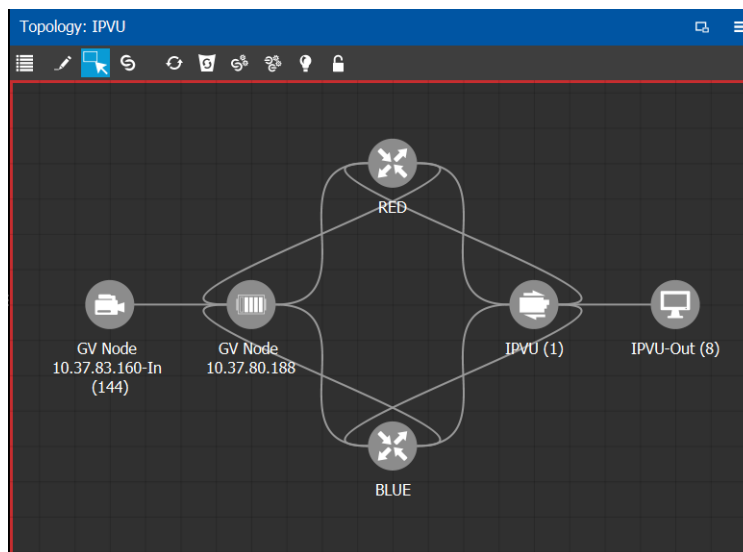 Topology: IPVU
RED
GV Node
10.37.83.160-In
(144)
GV Node
10.37.80.188
IPVU (1)
IPVU-Out (8)
BLUE